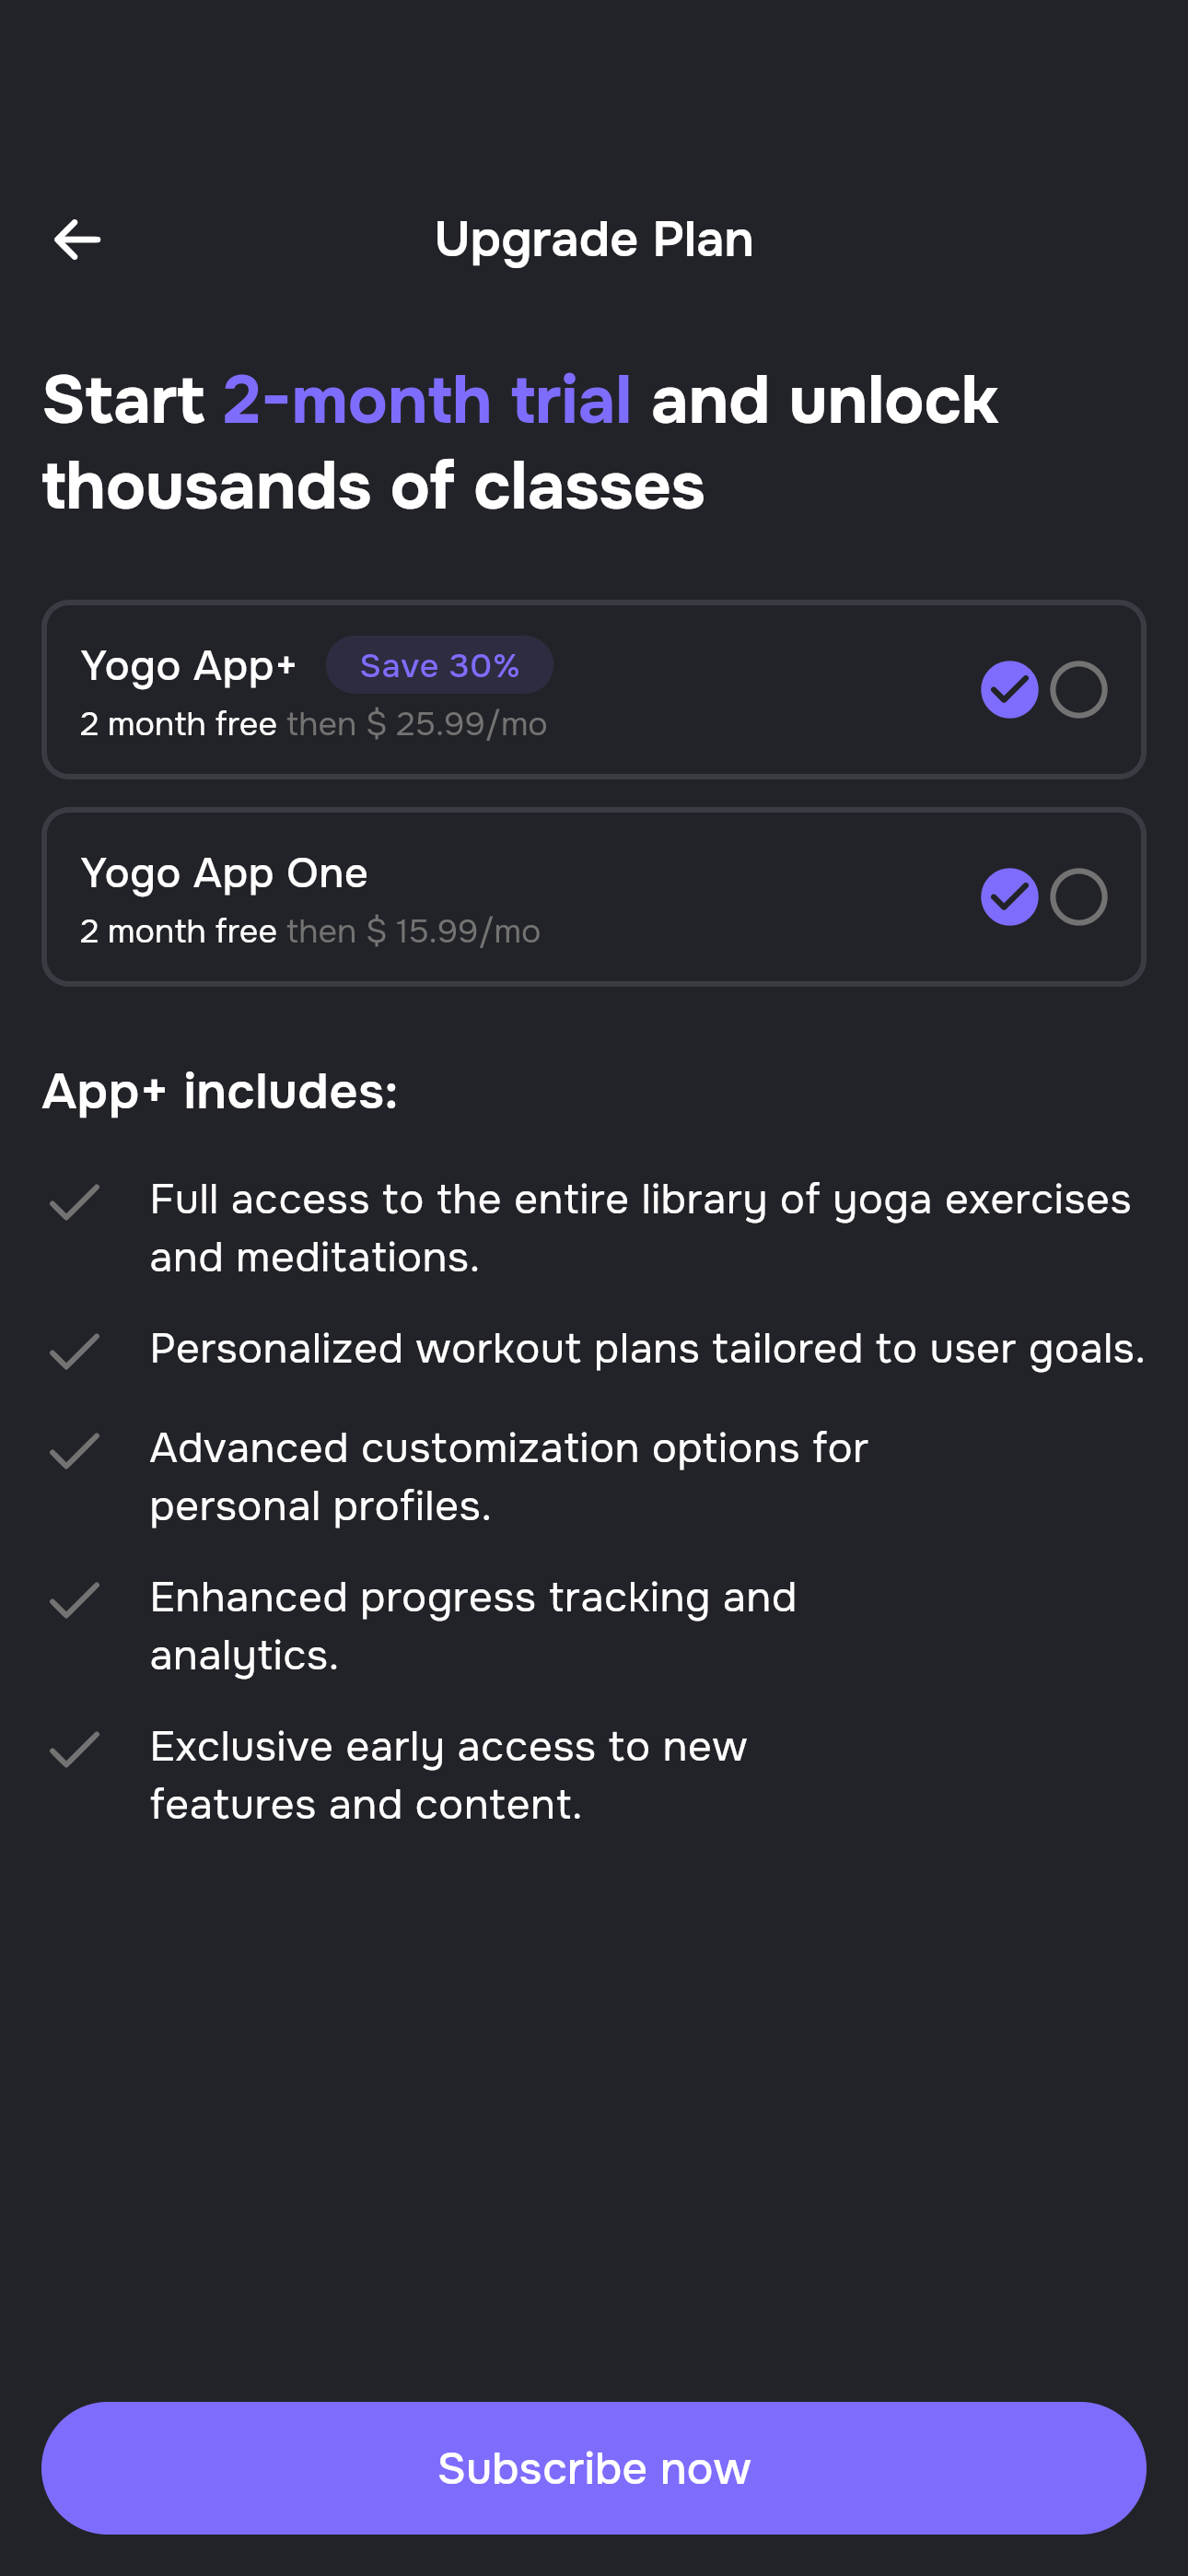 Upgrade Plan
Start 2-month trial and unlock
thousands of classes
Yogo App+ Save 30%
2 month free then $ 25.99/mo
Yogo App One
2 month free then $ 15.99/mo
App+ includes:
Full access to the entire library of yoga exercises
and meditations.
Personalized workout plans tailored to user goals.
Advanced customization options for
personal profiles.
Enhanced progress tracking and
analytics.
Exclusive early access to new
features and content.
Subscribe now